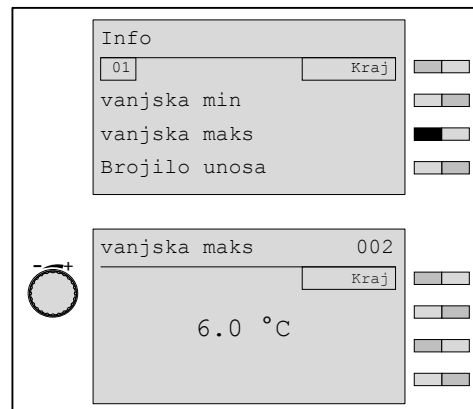 Info
01 Kraj
vanjska min
vanjska maks
Brojilo unosa
vanjska maks 002
Kraj
- +
6.0 °C